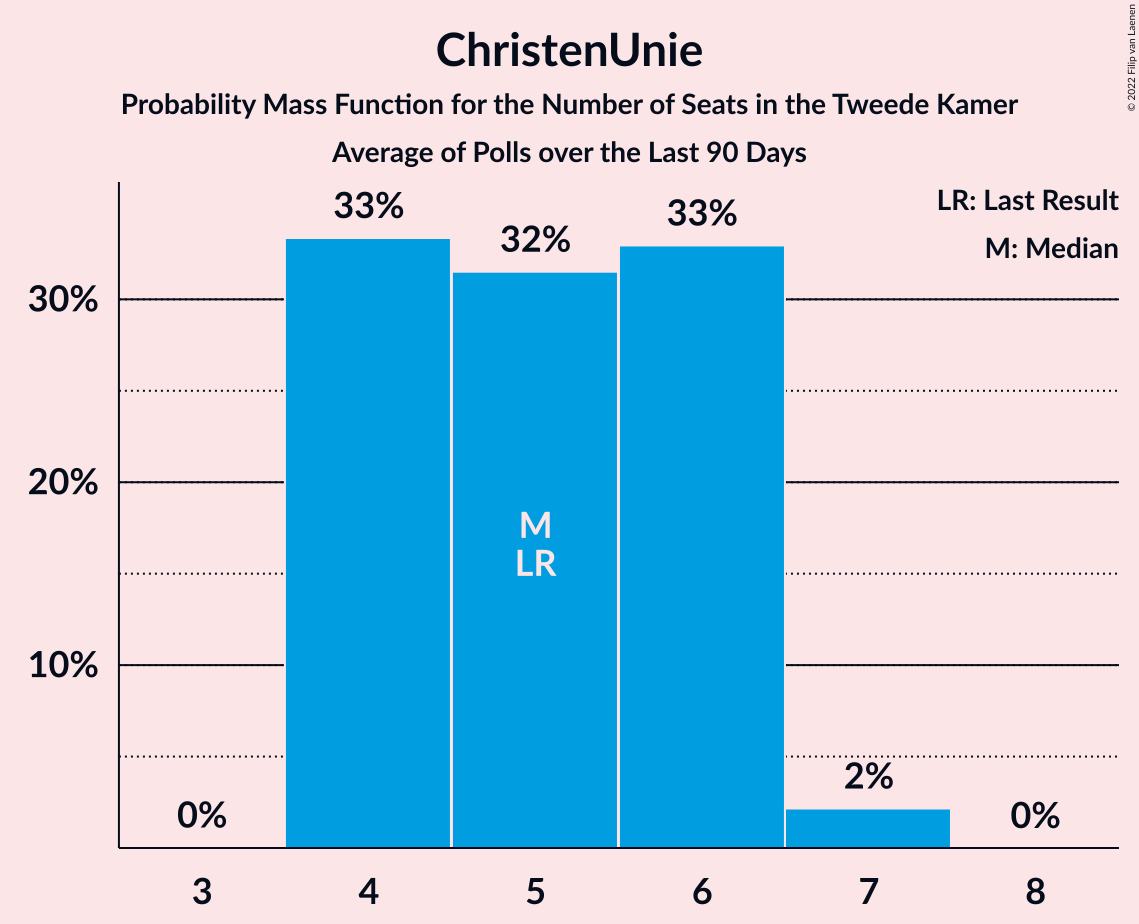 ChristenUnie
Probability Mass Function for the Number of Seats in the Tweede Kamer
Average of Polls over the Last 90 Days
© 2022 Filip van Laenen
LR: Last Result
M: Median
33%
32%
33%
30%
20%
M
LR
10%
2%
0%
0%
3
4
5
6
7
8